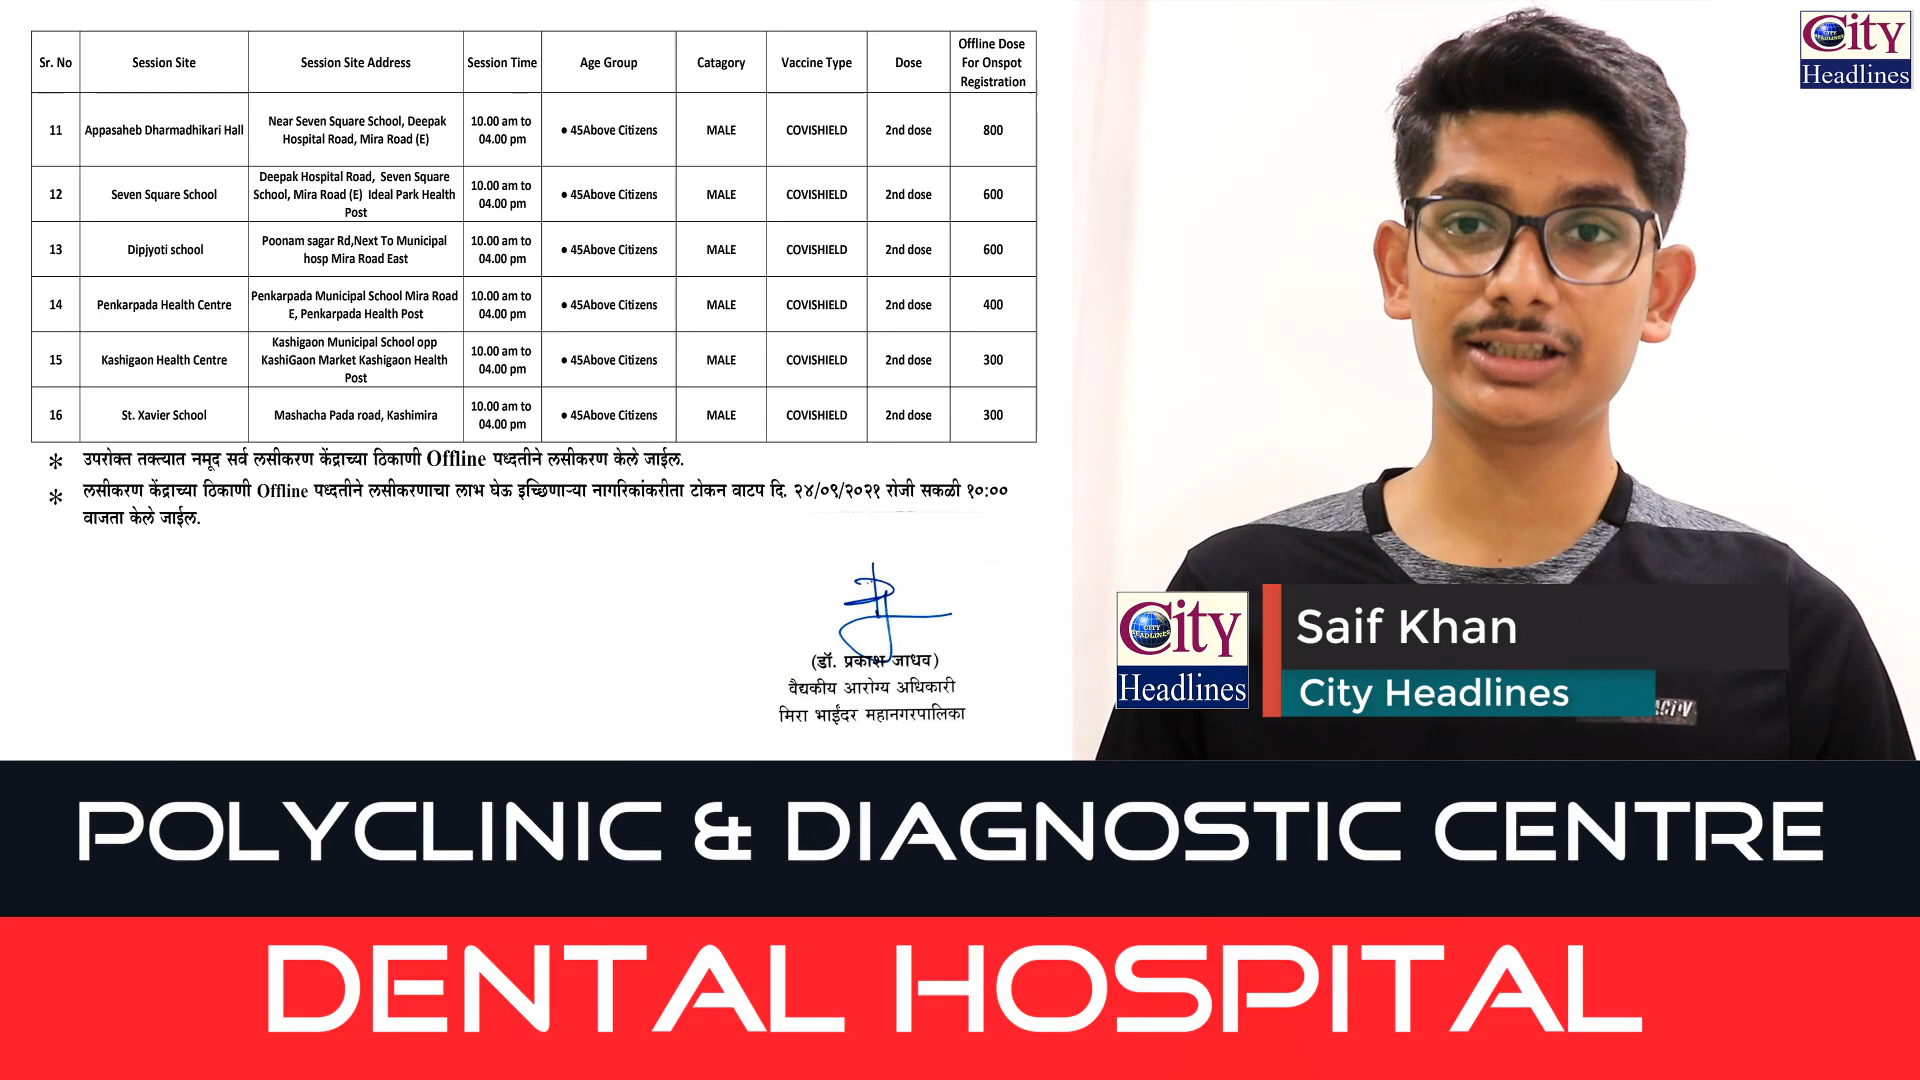 Sr. No Session Site Session Site Address Session Time Age Group Catagory Vaccine Type Dose Offline Dose For Onspot Registration
11 Appasaheb Dharmadhikari Hall Near Seven Square School, Deepak Hospital Road, Mira Road (E) 10.00 am to 04.00 pm • 45Above Citizens MALE COVISHIELD 2nd dose 800
12 Seven Square School Deepak Hospital Road, Seven Square School, Mira Road (E) Ideal Park Health Post 10.00 am to 04.00 pm • 45Above Citizens MALE COVISHIELD 2nd dose 600
13 Dipjyoti school Poonam sagar Rd,Next To Municipal hosp Mira Road East 10.00 am to 04.00 pm • 45Above Citizens MALE COVISHIELD 2nd dose 600
14 Penkarpada Health Centre Penkarpada Municipal School Mira Road E, Penkarpada Health Post 10.00 am to 04.00 pm • 45Above Citizens MALE COVISHIELD 2nd dose 400
15 Kashigaon Health Centre Kashigaon Municipal School opp KashiGaon Market Kashigaon Health Post 10.00 am to 04.00 pm • 45Above Citizens MALE COVISHIELD 2nd dose 300
16 St. Xavier School Mashacha Pada road, Kashimira 10.00 am to 04.00 pm • 45Above Citizens MALE COVISHIELD 2nd dose 300
* उपरोक्त तक्त्यात नमूद सर्व लसीकरण केंद्राच्या ठिकाणी Offline पध्दतीने लसीकरण केले जाईल.
* लसीकरण केंद्राच्या ठिकाणी Offline पध्दतीने लसीकरणाचा लाभ घेऊ इच्छिणाऱ्या नागरिकांकरीता टोकन वाटप दि. २४/०९/२०२१ रोजी सकळी १०:००
वाजता केले जाईल.
(डॉ. प्रकाश जाधव)
वैद्यकीय आरोग्य अधिकारी
मिरा भाईंदर महानगरपालिका
City
CITY HEADLINES
Headlines
City
CITY HEADLINES
Headlines
Saif Khan
City Headlines
POLYCLINIC & DIAGNOSTIC CENTRE
DENTAL HOSPITAL